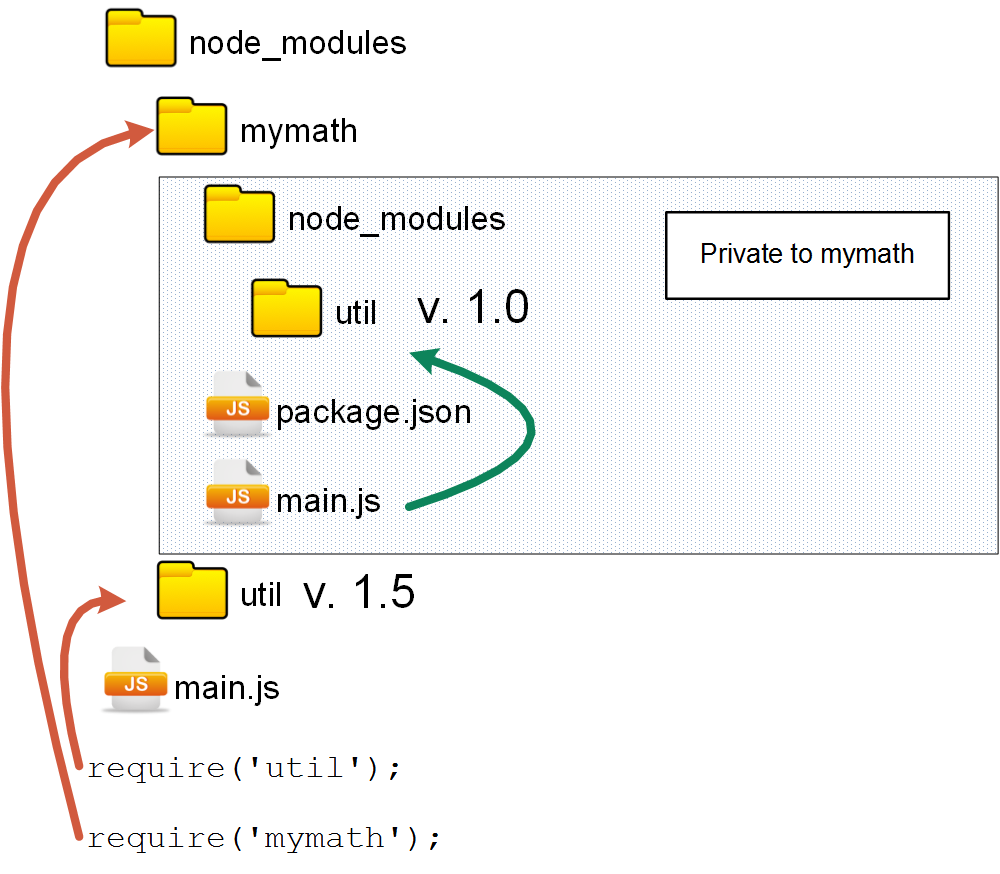 node_modules
mymath
node_modules
Private to mymath
util v. 1.0
JS package.json
JS main.js
util v. 1.5
JS main.js
require('util');
require('mymath');